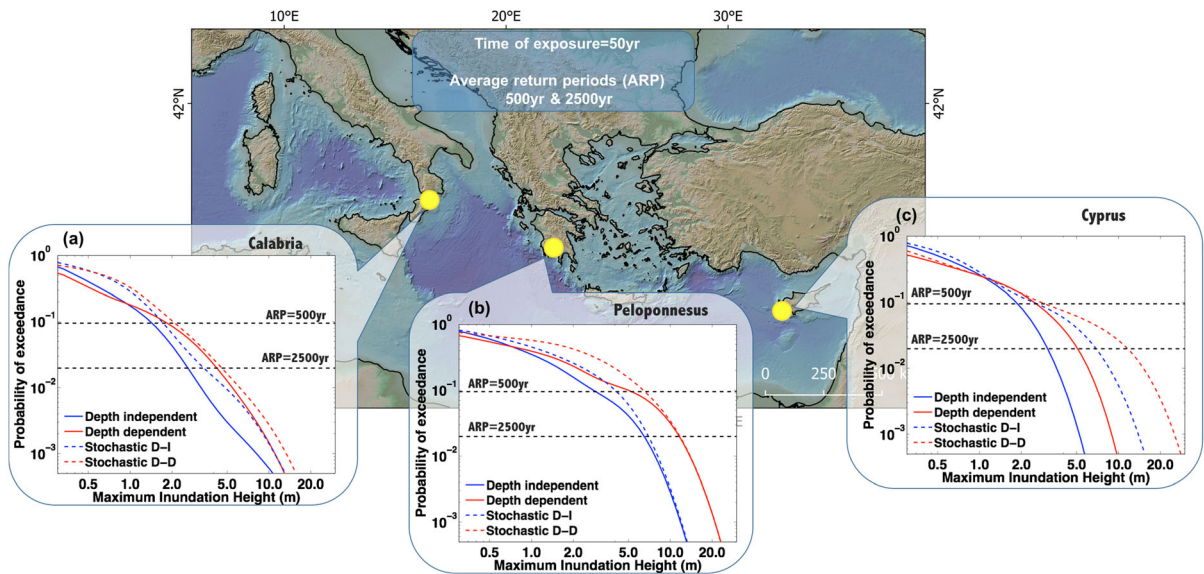 10°E
20°E
30°E
Time of exposure=50yr
Average return periods (ARP)
500yr & 2500yr
42°N
42°N
(a)
Calabria
10⁰
10⁻¹
10⁻²
10⁻³
Probability of exceedance
ARP=500yr
ARP=2500yr
Depth independent
Depth dependent
Stochastic D–I
Stochastic D–D
0.5
1.0
2.0
5.0
10.0
20.0
Maximum Inundation Height (m)
(b)
Peloponnesus
10⁰
10⁻¹
10⁻²
10⁻³
Probability of exceedance
ARP=500yr
ARP=2500yr
Depth independent
Depth dependent
Stochastic D–I
Stochastic D–D
0.5
1.0
2.0
5.0
10.0
20.0
Maximum Inundation Height (m)
0
250
(c)
Cyprus
10⁰
10⁻¹
10⁻²
10⁻³
Probability of exceedance
ARP=500yr
ARP=2500yr
Depth independent
Depth dependent
Stochastic D–I
Stochastic D–D
0.5
1.0
2.0
5.0
10.0
20.0
Maximum Inundation Height (m)